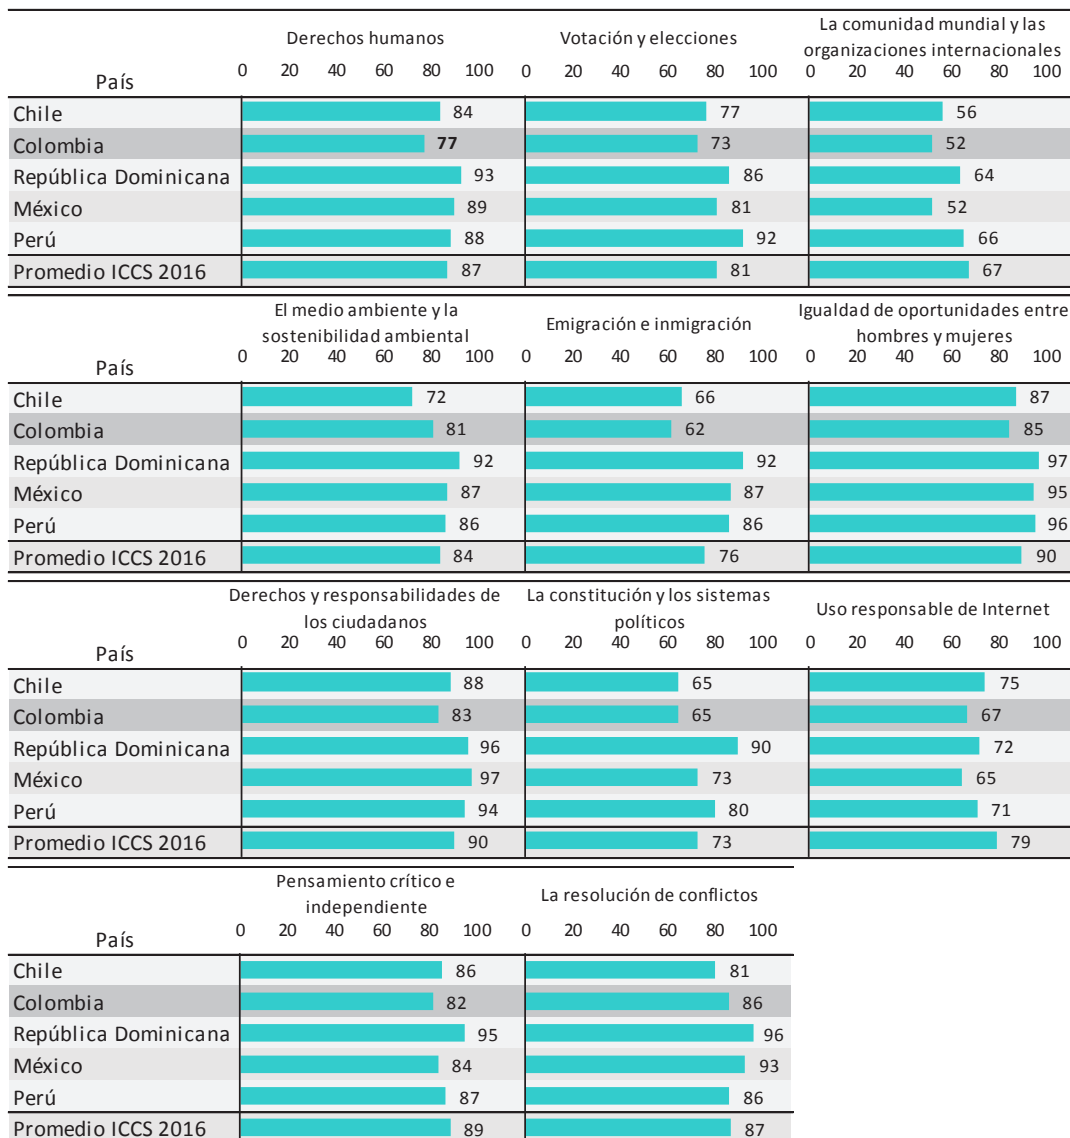 Derechos humanos Votación y elecciones La comunidad mundial y las organizaciones internacionales
País 0 20 40 60 80 100 0 20 40 60 80 100 0 20 40 60 80 100
Chile 84 77 56
Colombia 77 73 52
República Dominicana 93 86 64
México 89 81 52
Perú 88 92 66
Promedio ICCS 2016 87 81 67
El medio ambiente y la sostenibilidad ambiental Emigración e inmigración Igualdad de oportunidades entre hombres y mujeres
País 0 20 40 60 80 100 0 20 40 60 80 100 0 20 40 60 80 100
Chile 72 66 87
Colombia 81 62 85
República Dominicana 92 92 97
México 87 87 95
Perú 86 86 96
Promedio ICCS 2016 84 76 90
Derechos y responsabilidades de los ciudadanos La constitución y los sistemas políticos Uso responsable de Internet
País 0 20 40 60 80 100 0 20 40 60 80 100 0 20 40 60 80 100
Chile 88 65 75
Colombia 83 65 67
República Dominicana 96 90 72
México 97 73 65
Perú 94 80 71
Promedio ICCS 2016 90 73 79
Pensamiento crítico e independiente La resolución de conflictos
País 0 20 40 60 80 100 0 20 40 60 80 100
Chile 86 81
Colombia 82 86
República Dominicana 95 96
México 84 93
Perú 87 86
Promedio ICCS 2016 89 87